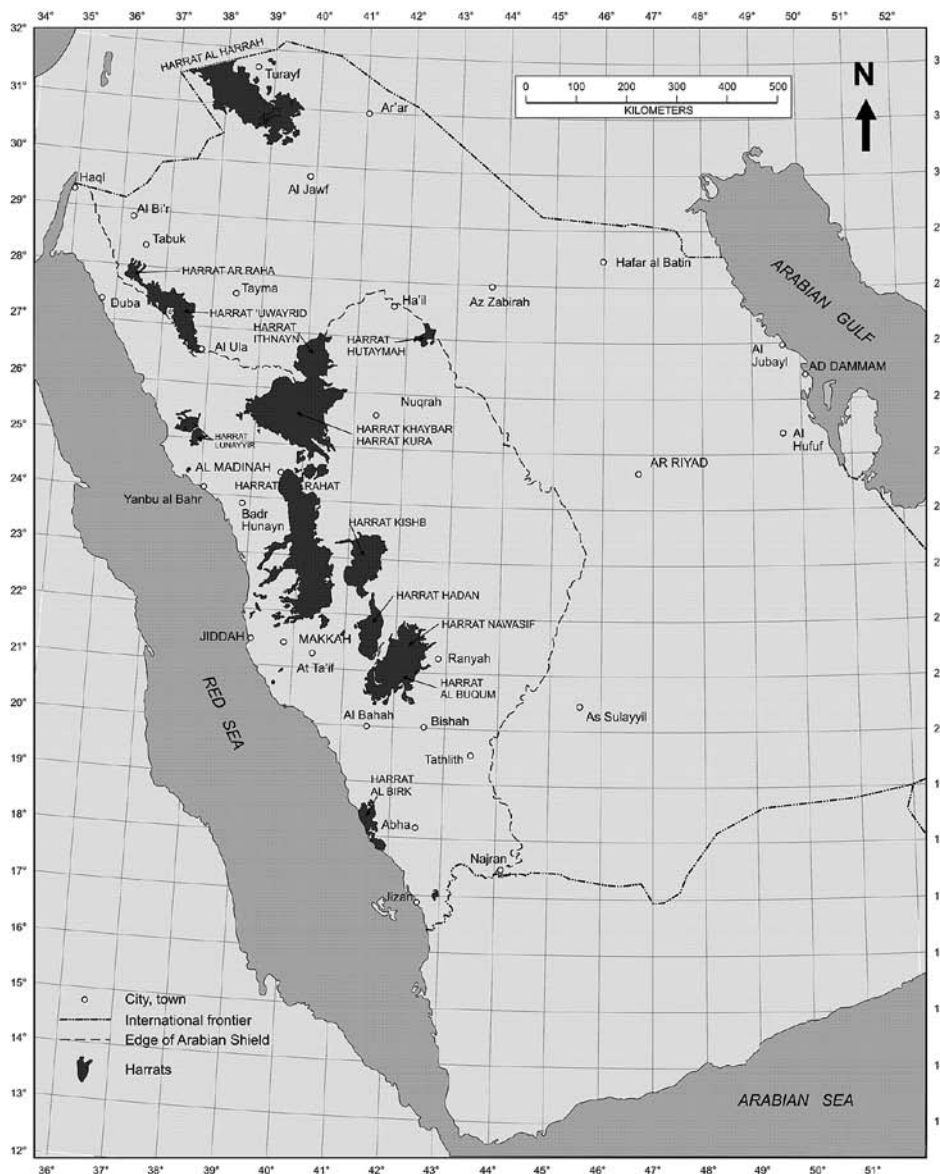 34° 35° 36° 37° 38° 39° 40° 41° 42° 43° 44° 45° 46° 47° 48° 49° 50° 51° 52°
32°
31°
30°
29°
28°
27°
26°
25°
24°
23°
22°
21°
20°
19°
18°
17°
16°
15°
14°
13°
12°
HARRAT AL HARRAH
Turayf
0 100 200 300 400 500
KILOMETERS
N
Ar'ar
Al Jawf
Haql
Al Bi'r
Tabuk
Hafar al Batin
HARRAT AR RAHA
Tayma
Az Zabirah
Duba
Ha'il
HARRAT 'UWAYRID
HARRAT
ITHNAYN
HARRAT
HUTAYMAH
Al Ula
ARABIAN GULF
Al
Jubayl
AD DAMMAM
Nuqrah
HARRAT KHAYBAR
HARRAT KURA
HARRAT
LUNAYYIR
Al
Hufuf
AL MADINAH
AR RIYAD
HARRAT RAHAT
Yanbu al Bahr
Badr
Hunayn
HARRAT KISHB
HARRAT HADAN
JIDDAH
MAKKAH
HARRAT NAWASIF
At Ta'if
Ranyah
HARRAT
AL BUQUM
RED SEA
Al Bahah
Bishah
As Sulayyil
Tathlith
HARRAT
AL BIRK
Abha
Najran
Jizan
City, town
International frontier
Edge of Arabian Shield
Harrats
ARABIAN SEA
36° 37° 38° 39° 40° 41° 42° 43° 44° 45° 46° 47° 48° 49° 50° 51°